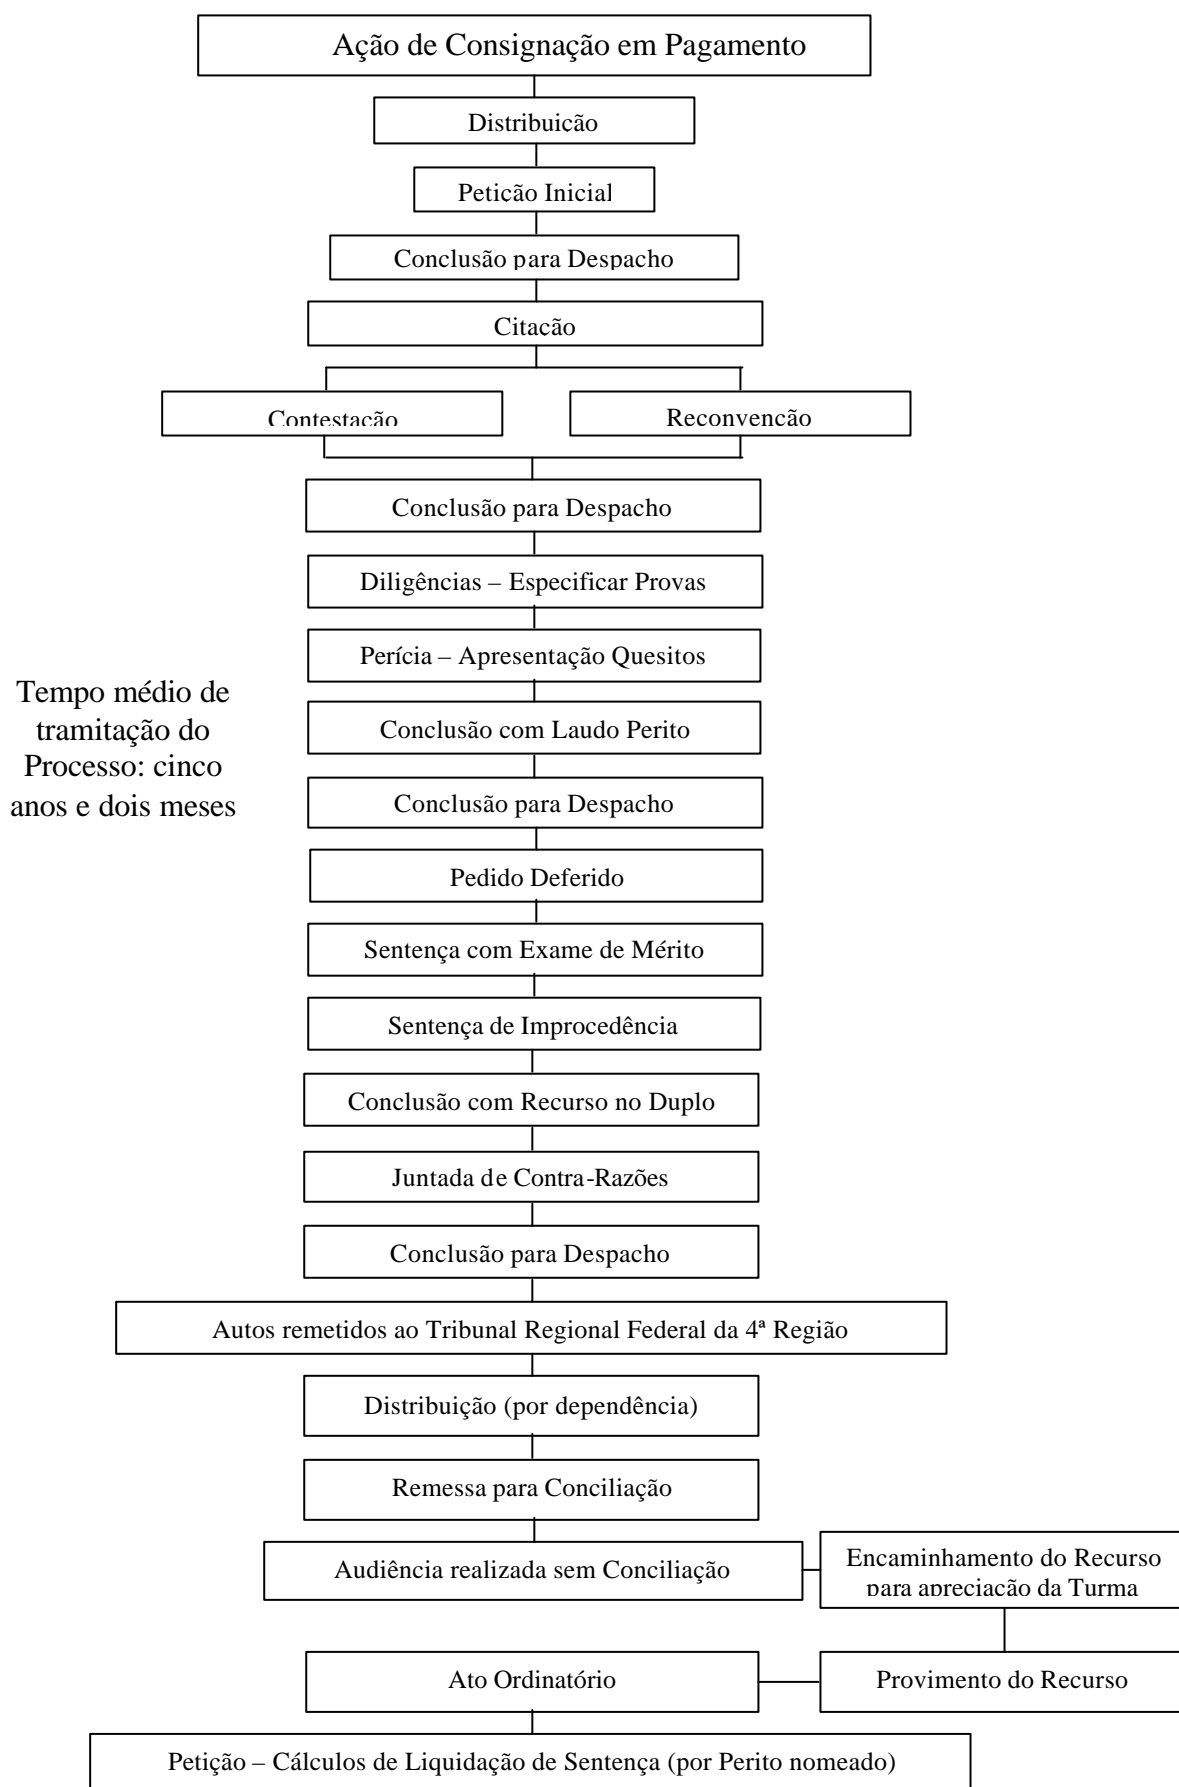 Ação de Consignação em Pagamento
Distribuição
Petição Inicial
Conclusão para Despacho
Citação
Contestação
Reconvenção
Conclusão para Despacho
Diligências – Especificar Provas
Perícia – Apresentação Quesitos
Tempo médio de
tramitação do
Processo: cinco
anos e dois meses
Conclusão com Laudo Perito
Conclusão para Despacho
Pedido Deferido
Sentença com Exame de Mérito
Sentença de Improcedência
Conclusão com Recurso no Duplo
Juntada de Contra-Razões
Conclusão para Despacho
Autos remetidos ao Tribunal Regional Federal da 4ª Região
Distribuição (por dependência)
Remessa para Conciliação
Audiência realizada sem Conciliação
Encaminhamento do Recurso
para apreciação da Turma
Provimento do Recurso
Ato Ordinatório
Petição – Cálculos de Liquidação de Sentença (por Perito nomeado)